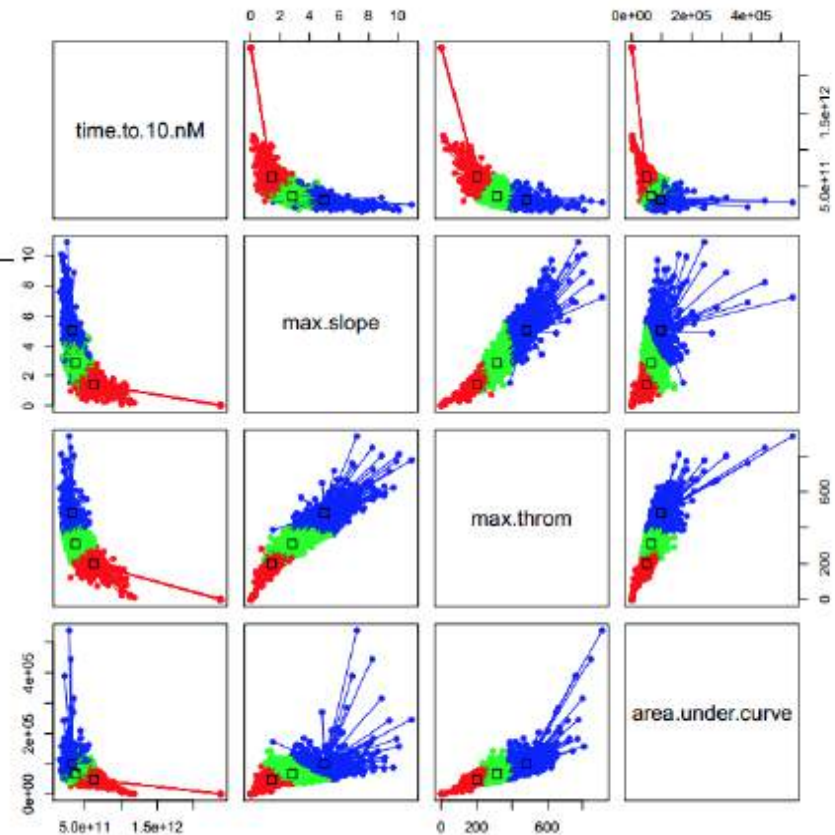 0 2 4 6 8 10
0e+00 2e+05 4e+05
time.to.10.nM
5.0e+11 1.5e+12
0 2 4 6 8 10
max.slope
max.throm
0 200 600
0e+00 2e+05 4e+05
area.under.curve
5.0e+11 1.5e+12
0 200 600